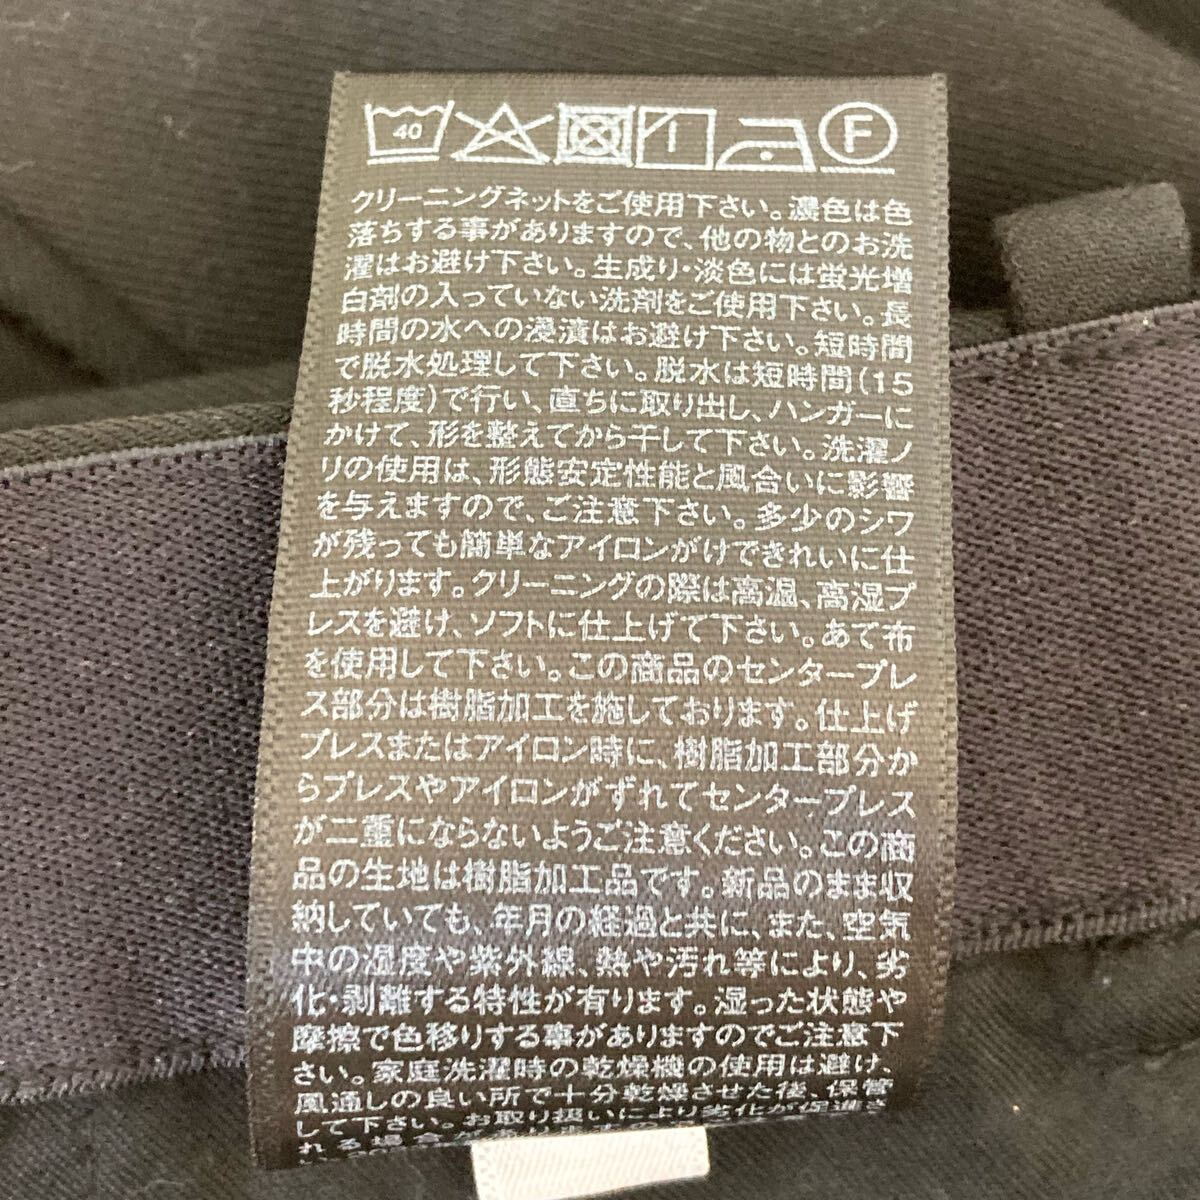 40 F
クリーニングネットをご使用下さい。濃色は色
落ちする事がありますので、他の物とのお洗
濯はお避け下さい。生成り・淡色には蛍光増
白剤の入っていない洗剤をご使用下さい。長
時間の水への浸漬はお避け下さい。短時間
で脱水処理して下さい。脱水は短時間(15
秒程度)で行い、直ちに取り出し、ハンガーに
かけて、形を整えてから干して下さい。洗濯ノ
リの使用は、形態安定性能と風合いに影響
を与えますので、ご注意下さい。多少のシワ
が残っても簡単なアイロンがけできれいに仕
上がります。クリーニングの際は高温、高湿プ
レスを避け、ソフトに仕上げて下さい。あて布
を使用して下さい。この商品のセンタープレ
ス部分は樹脂加工を施しております。仕上げ
プレスまたはアイロン時に、樹脂加工部分か
らプレスやアイロンがずれてセンタープレス
が二重にならないようご注意ください。この商
品の生地は樹脂加工品です。新品のまま収
納していても、年月の経過と共に、また、空気
中の湿度や紫外線、熱や汚れ等により、劣
化・剥離する特性が有ります。湿った状態や
摩擦で色移りする事がありますのでご注意下
さい。家庭洗濯時の乾燥機の使用は避け、
風通しの良い所で十分乾燥させた後、保管
して下さい。お取り扱いにより劣化が促進さ
れる場合が